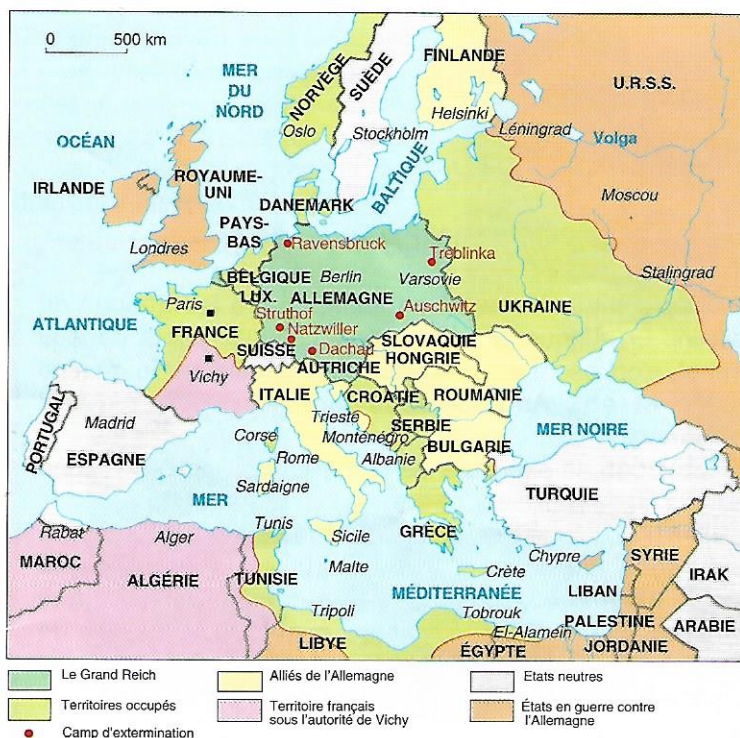 0 500 km
MER
DU
NORD
NORVÈGE
SUÈDE
FINLANDE
U.R.S.S.
Oslo
Stockholm
Helsinki
Léningrad
Volga
OCÉAN
IRLANDE
ROYAUME-
UNI
DANEMARK
BALTIQUE
Moscou
PAYS-
BAS
Londres
Ravensbruck
Tréblinka
Stalingrad
BELGIQUE
Berlin
Varsovie
LUX.
ALLEMAGNE
Auschwitz
UKRAINE
Paris
ATLANTIQUE
FRANCE
Struthof
Natzwiller
SUISSE
Dachau
SLOVAQUIE
HONGRIE
AUTRICHE
Vichy
ITALIE
CROATIE
ROUMANIE
Trieste
SERBIE
MER NOIRE
PORTUGAL
Madrid
ESPAGNE
Corse
Monténégro
BULGARIE
Rome
Albanie
Sardaigne
MER
TURQUIE
Rabat
Alger
Tunis
Sicile
GRÈCE
Chypre
SYRIE
MAROC
ALGÉRIE
TUNISIE
Malte
Crète
LIBAN
IRAK
MÉDITERRANÉE
Tripoli
Tobrouk
PALESTINE
ARABIE
El-Alaméin
LIBYE
ÉGYPTE
JORDANIE
Le Grand Reich
Alliés de l'Allemagne
Etats neutres
Territoires occupés
Territoire français
sous l'autorité de Vichy
États en guerre contre
l'Allemagne
Camp d'extermination